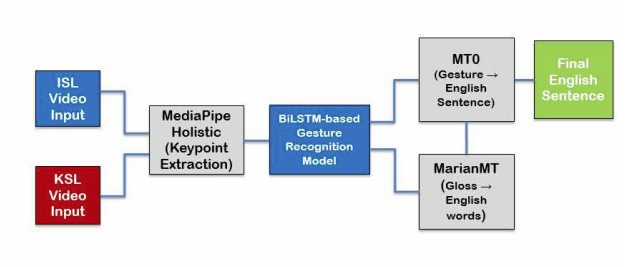 ISL
Video
Input
KSL
Video
Input
MediaPipe
Holistic
(Keypoint
Extraction)
BiLSTM-based
Gesture
Recognition
Model
MT0
(Gesture →
English
Sentence)
MarianMT
(Gloss →
English
words)
Final
English
Sentence